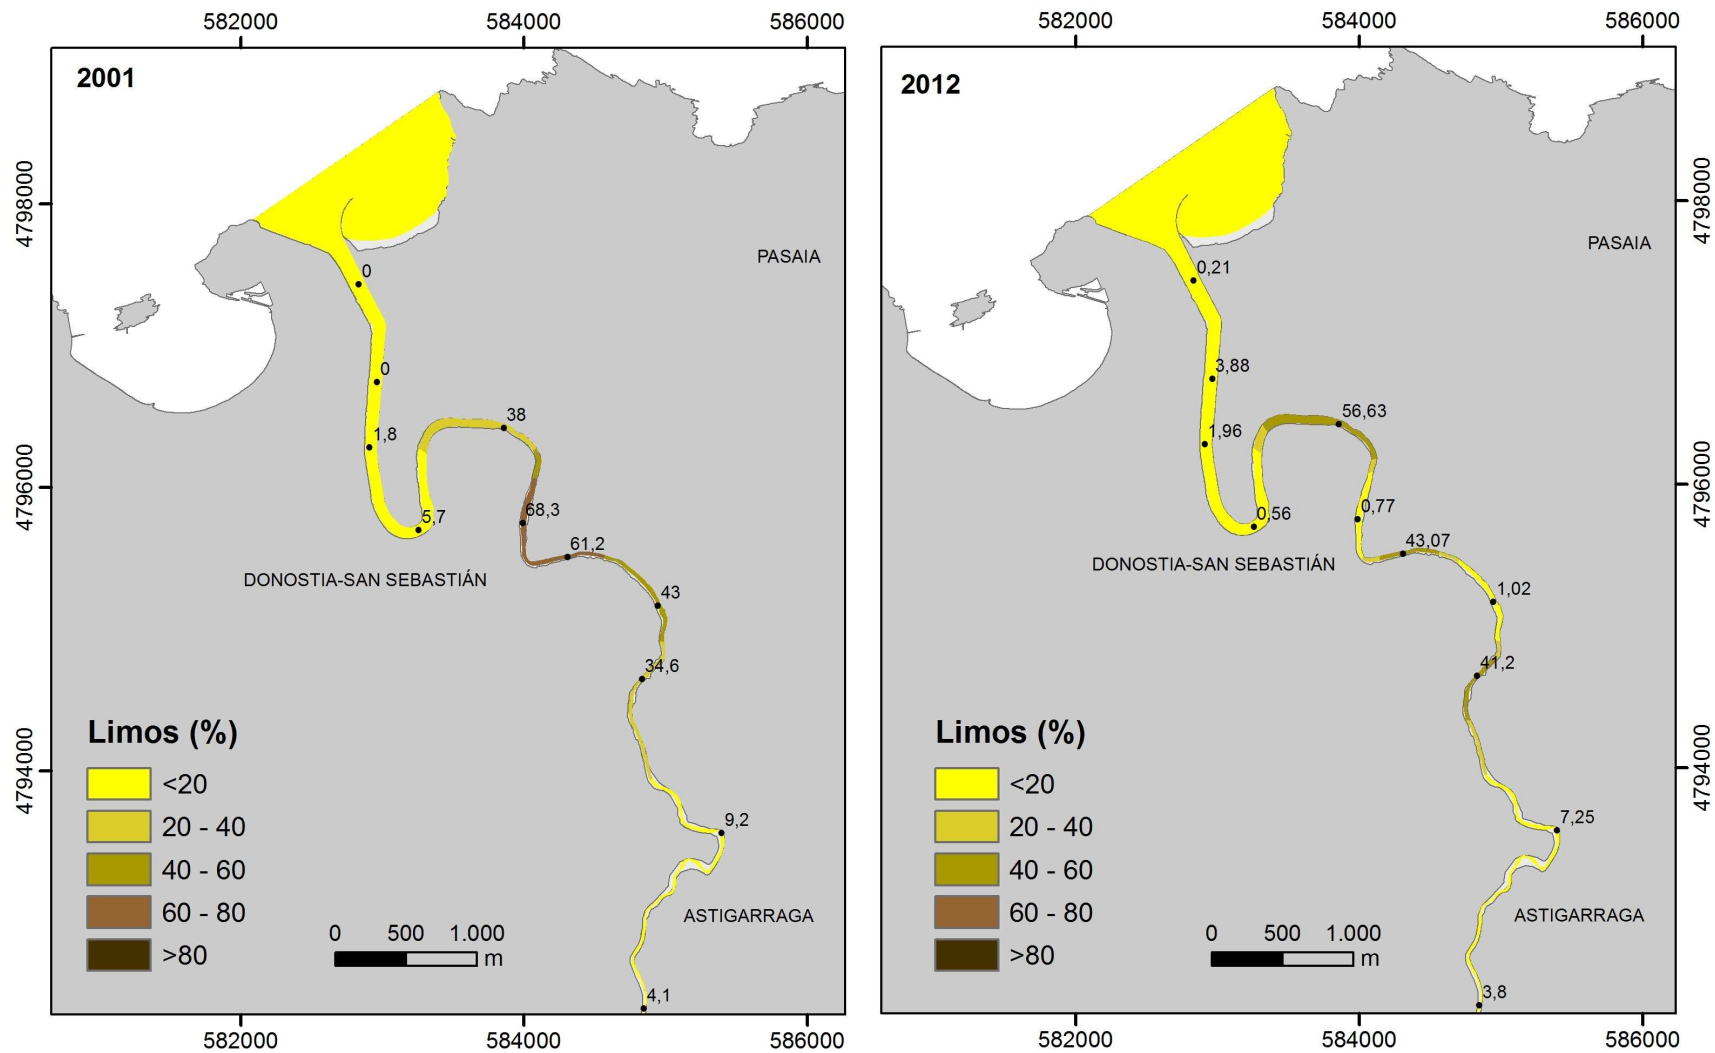 582000 584000 586000
582000 584000 586000
2001
4798000
4796000
4794000
PASAIA
0
0
1,8
38
5,7
68,3
61,2
43
34,6
DONOSTIA-SAN SEBASTIÁN
9,2
ASTIGARRAGA
4,1
Limos (%)
<20
20 - 40
40 - 60
60 - 80
>80
0 500 1.000
m
582000 584000 586000
2012
4798000
4796000
4794000
PASAIA
0,21
3,88
1,96
56,63
0,56
0,77
43,07
1,02
41,2
DONOSTIA-SAN SEBASTIÁN
7,25
ASTIGARRAGA
3,8
Limos (%)
<20
20 - 40
40 - 60
60 - 80
>80
0 500 1.000
m
582000 584000 586000